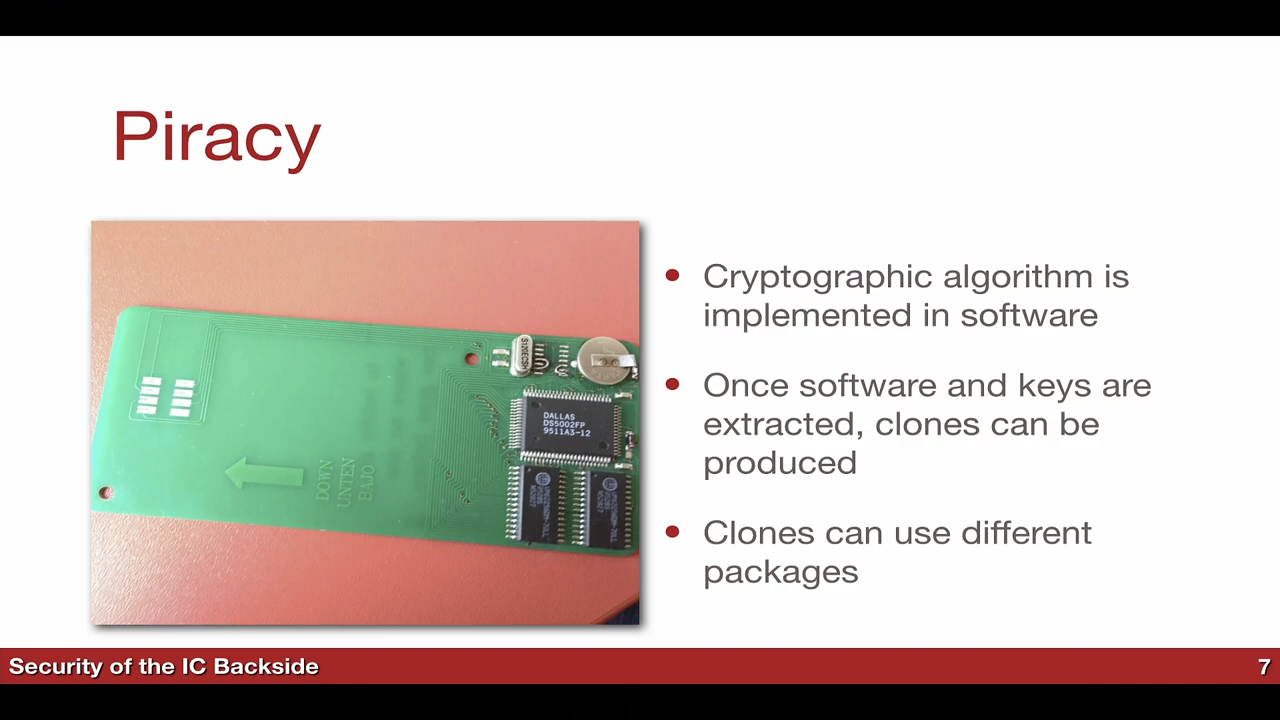 Piracy
S120ECSH
DALLAS
DS5002FP
9511A3-12
DOWN
UNTEN
BAJO
• Cryptographic algorithm is
implemented in software
• Once software and keys are
extracted, clones can be
produced
• Clones can use different
packages
Security of the IC Backside
7